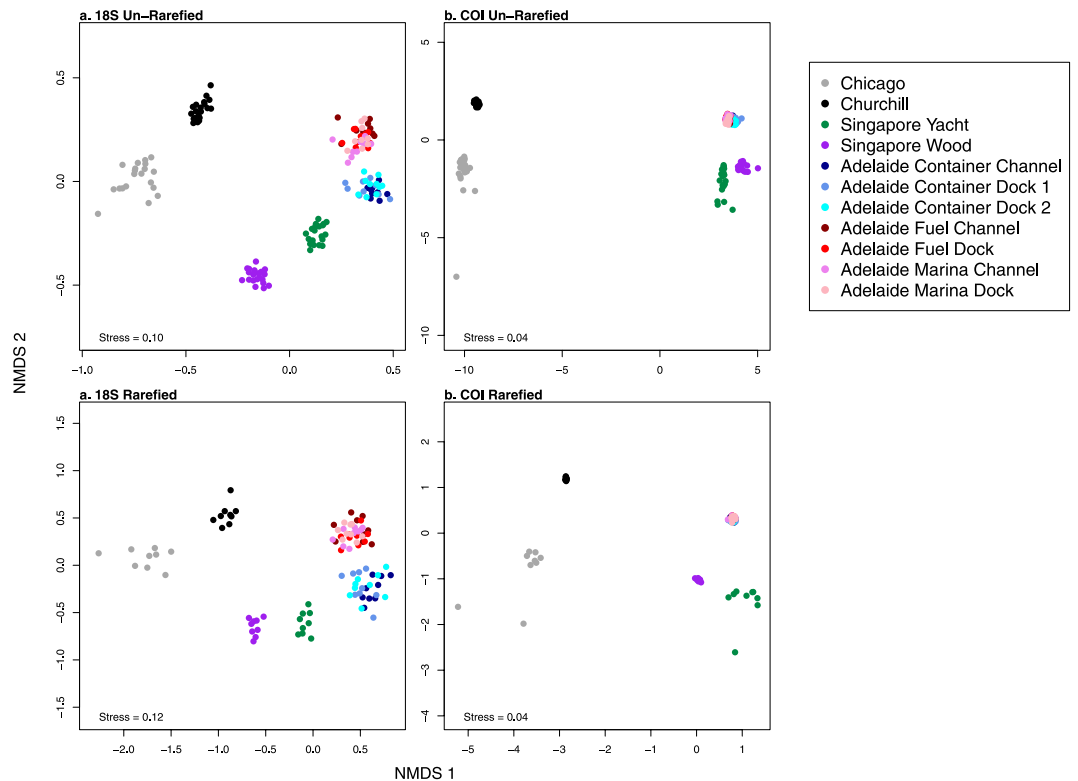 a. 18S Un−Rarefied
b. COI Un−Rarefied
0.5
0.0
−0.5
−1.0 −0.5 0.0 0.5
Stress = 0.10
5
0
−5
−10
−10 −5 0 5
Stress = 0.04
Chicago
Churchill
Singapore Yacht
Singapore Wood
Adelaide Container Channel
Adelaide Container Dock 1
Adelaide Container Dock 2
Adelaide Fuel Channel
Adelaide Fuel Dock
Adelaide Marina Channel
Adelaide Marina Dock
NMDS 2
a. 18S Rarefied
b. COI Rarefied
1.5
1.0
0.5
0.0
−0.5
−1.0
−1.5
−2.0 −1.5 −1.0 −0.5 0.0 0.5
Stress = 0.12
2
1
0
−1
−2
−3
−4
−5 −4 −3 −2 −1 0 1
Stress = 0.04
NMDS 1